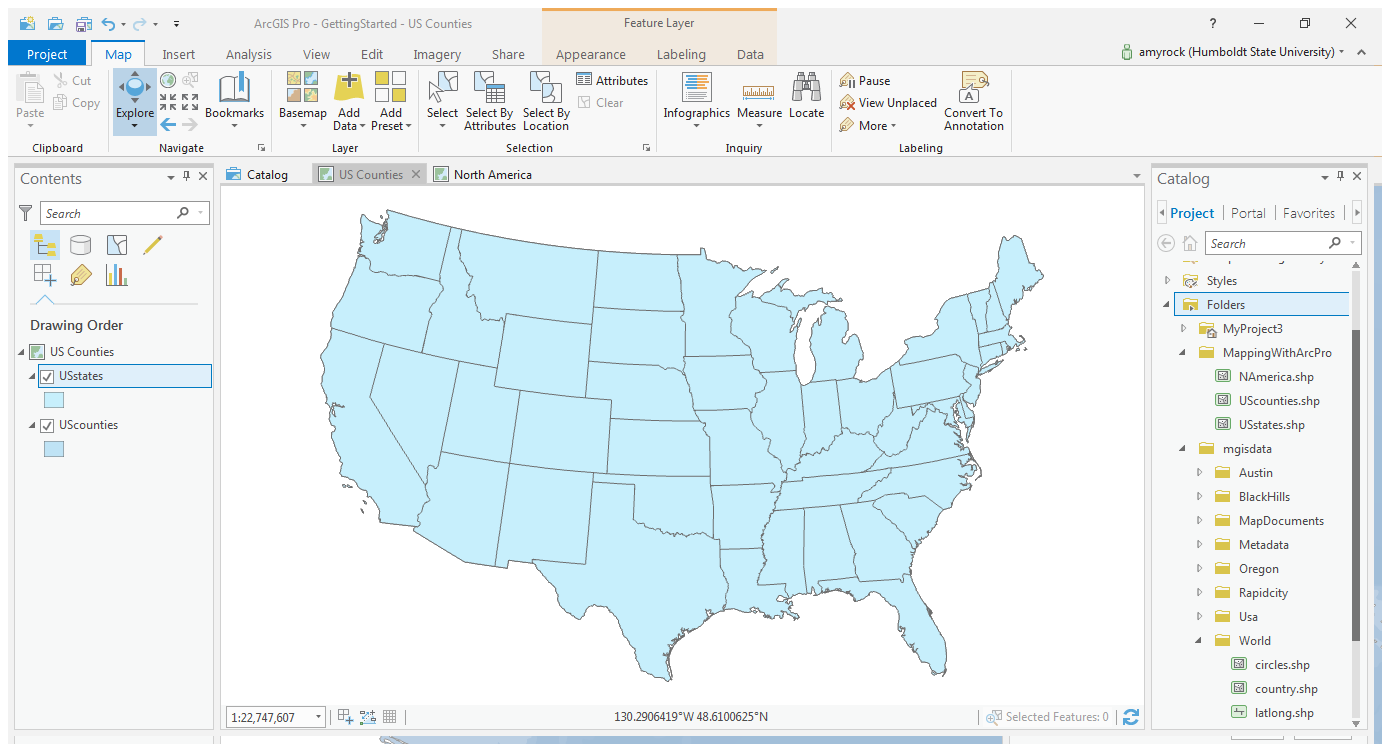 ArcGIS Pro - GettingStarted - US Counties
Feature Layer
?
Project Map Insert Analysis View Edit Imagery Share Appearance Labeling Data
amyrock (Humboldt State University)
Paste
Cut
Copy
Clipboard
Explore
Bookmarks
Navigate
Basemap
Add Data
Add Preset
Layer
Select
Select By Attributes
Select By Location
Attributes
Clear
Selection
Infographics
Measure
Locate
Inquiry
Pause
View Unplaced
More
Convert To Annotation
Labeling
Contents
Search
Drawing Order
US Counties
USstates
UScounties
Catalog
US Counties
North America
1:22,747,607
130.2906419°W 48.6100625°N
Selected Features: 0
Catalog
Project
Portal
Favorites
Search
Styles
Folders
MyProject3
MappingWithArcPro
NAmerica.shp
UScounties.shp
USstates.shp
mgisdata
Austin
BlackHills
MapDocuments
Metadata
Oregon
Rapidcity
Usa
World
circles.shp
country.shp
latlong.shp